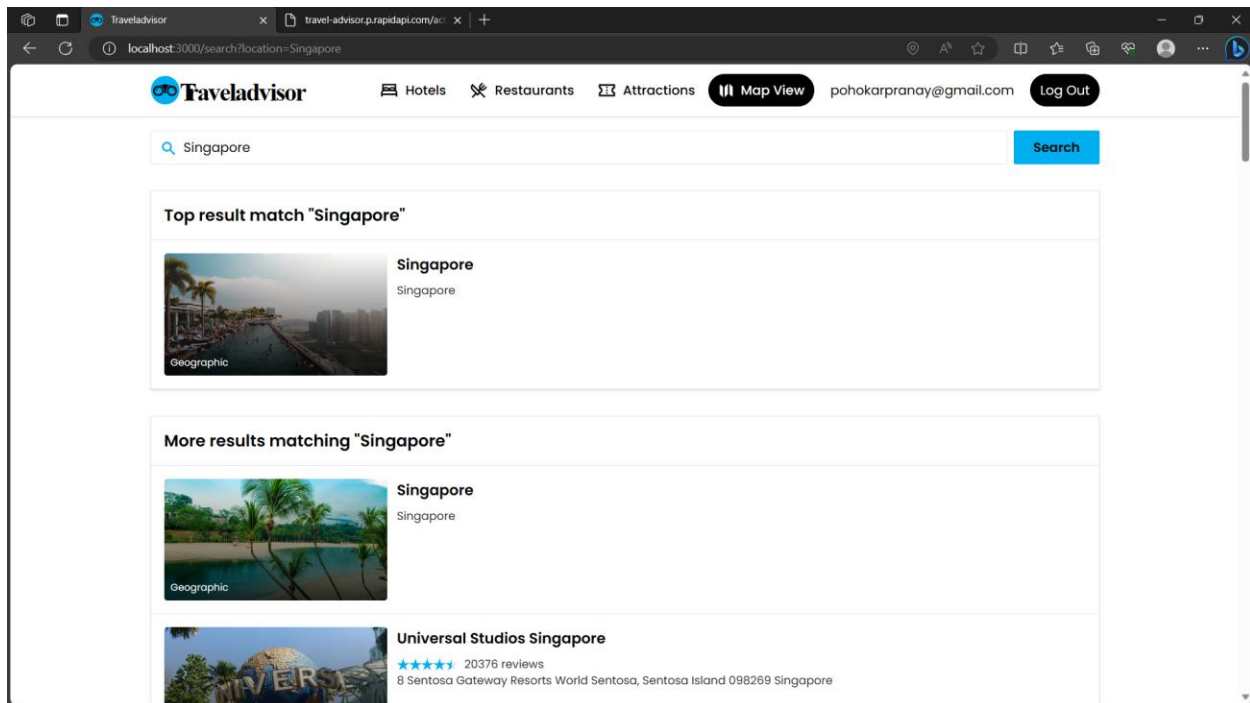 Traveladvisor
travel-advisor.p.rapidapi.com/act
localhost:3000/search?location=Singapore
Traveladvisor
Hotels
Restaurants
Attractions
Map View
pohokarpranay@gmail.com
Log Out
Singapore
Search
Top result match "Singapore"
Geographic
Singapore
Singapore
More results matching "Singapore"
Geographic
Singapore
Singapore
UNIVERS
Universal Studios Singapore
20376 reviews
8 Sentosa Gateway Resorts World Sentosa, Sentosa Island 098269 Singapore